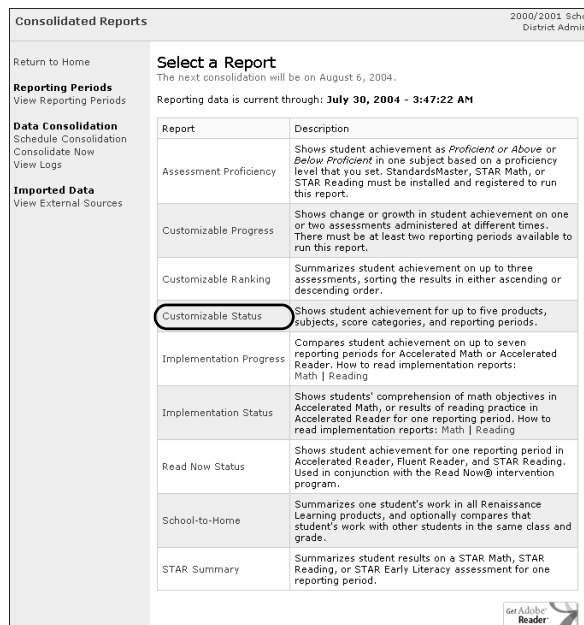 Consolidated Reports
2000/2001
District
Return to Home
Reporting Periods
View Reporting Periods
Data Consolidation
Schedule Consolidation
Consolidate Now
View Logs
Imported Data
View External Sources
Select a Report
The next consolidation will be on August 6, 2004.
Reporting data is current through: July 30, 2004 - 3:47:22 AM
Report
Description
Assessment Proficiency
Shows student achievement as Proficient or Above or
Below Proficient in one subject based on a proficiency
level that you set. StandardsMaster, STAR Math, or
STAR Reading must be installed and registered to run
this report.
Customizable Progress
Shows change or growth in student achievement on one
or two assessments administered at different times.
There must be at least two reporting periods available to
run this report.
Customizable Ranking
Summarizes student achievement on up to three
assessments, sorting the results in either ascending or
descending order.
Customizable Status
Shows student achievement for up to five products,
subjects, score categories, and reporting periods.
Implementation Progress
Compares student achievement on up to seven
reporting periods for Accelerated Math or Accelerated
Reader. How to read implementation reports:
Math | Reading
Implementation Status
Shows students' comprehension of math objectives in
Accelerated Math, or results of reading practice in
Accelerated Reader for one reporting period. How to
read implementation reports: Math | Reading
Read Now Status
Shows student achievement for one reporting period in
Accelerated Reader, Fluent Reader, and STAR Reading.
Used in conjunction with the Read Now® intervention
program.
School-to-Home
Summarizes one student's work in all Renaissance
Learning products, and optionally compares that
student's work with other students in the same class and
grade.
STAR Summary
Summarizes student results on a STAR Math, STAR
Reading, or STAR Early Literacy assessment for one
reporting period.
Get Adobe
Reader